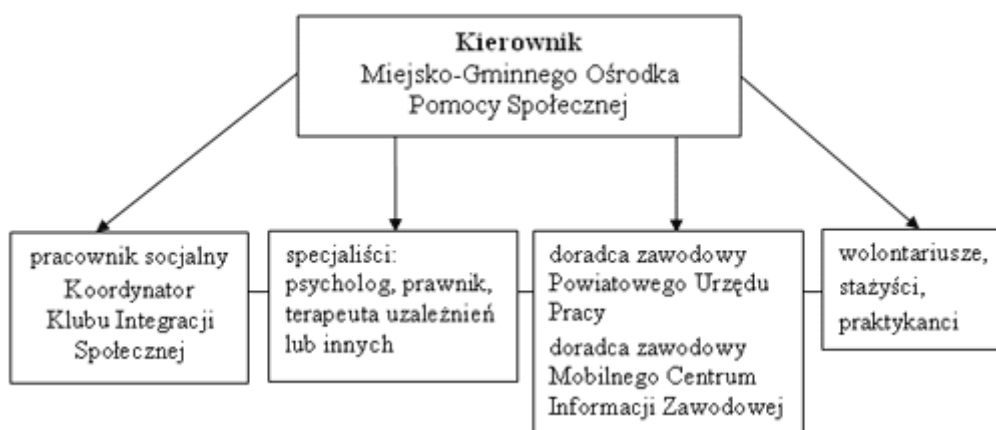 Kierownik
Miejsko-Gminnego Ośrodka
Pomocy Społecznej
pracownik socjalny
Koordynator
Klubu Integracji
Społecznej
specjaliści:
psycholog, prawnik,
terapeuta uzależnień
lub innych
doradca zawodowy
Powiatowego Urzędu
Pracy
doradca zawodowy
Mobilnego Centrum
Informacji Zawodowej
wolontariusze,
stażyści,
praktykanci